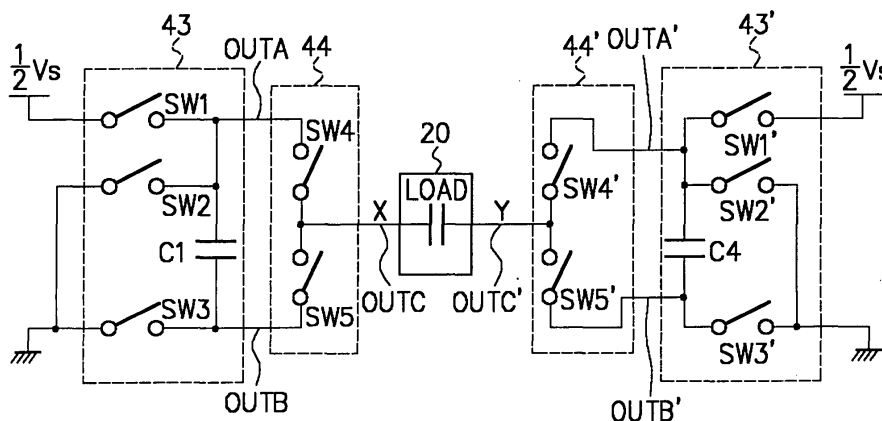 43
OUTA
44
44'
OUTA'
43'
½Vs
½Vs
SW1
SW4
20
SW1'
SW2
LOAD
SW4'
SW2'
X
Y
C1
C4
SW3
SW5
OUTC
OUTC'
SW5'
SW3'
OUTB
OUTB'